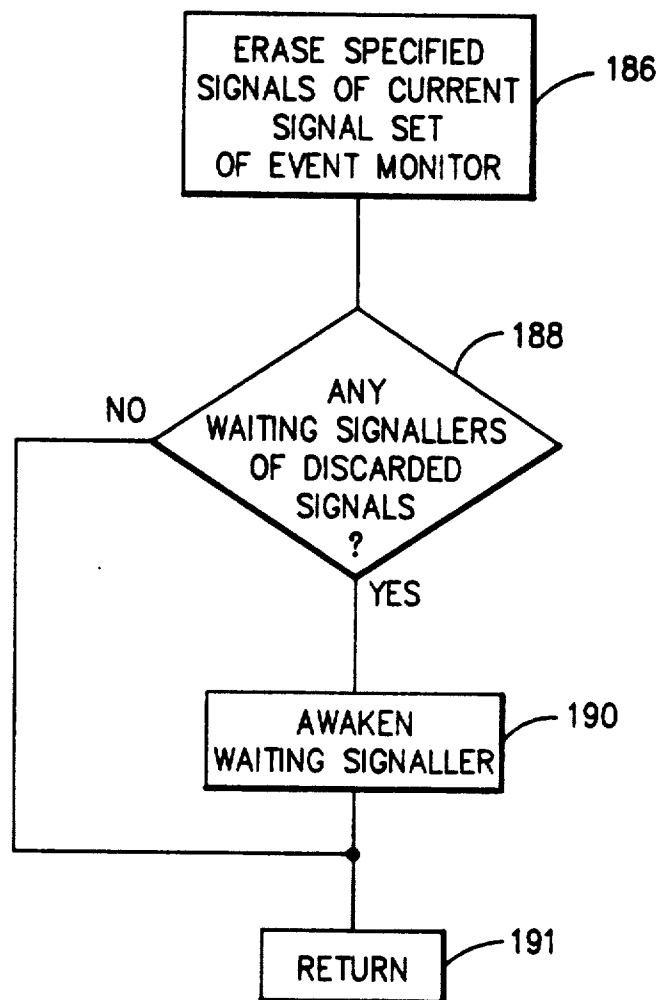 ERASE SPECIFIED
SIGNALS OF CURRENT
SIGNAL SET
OF EVENT MONITOR
186
188
ANY
WAITING SIGNALLERS
OF DISCARDED
SIGNALS
?
NO
YES
AWAKEN
WAITING SIGNALLER
190
RETURN
191